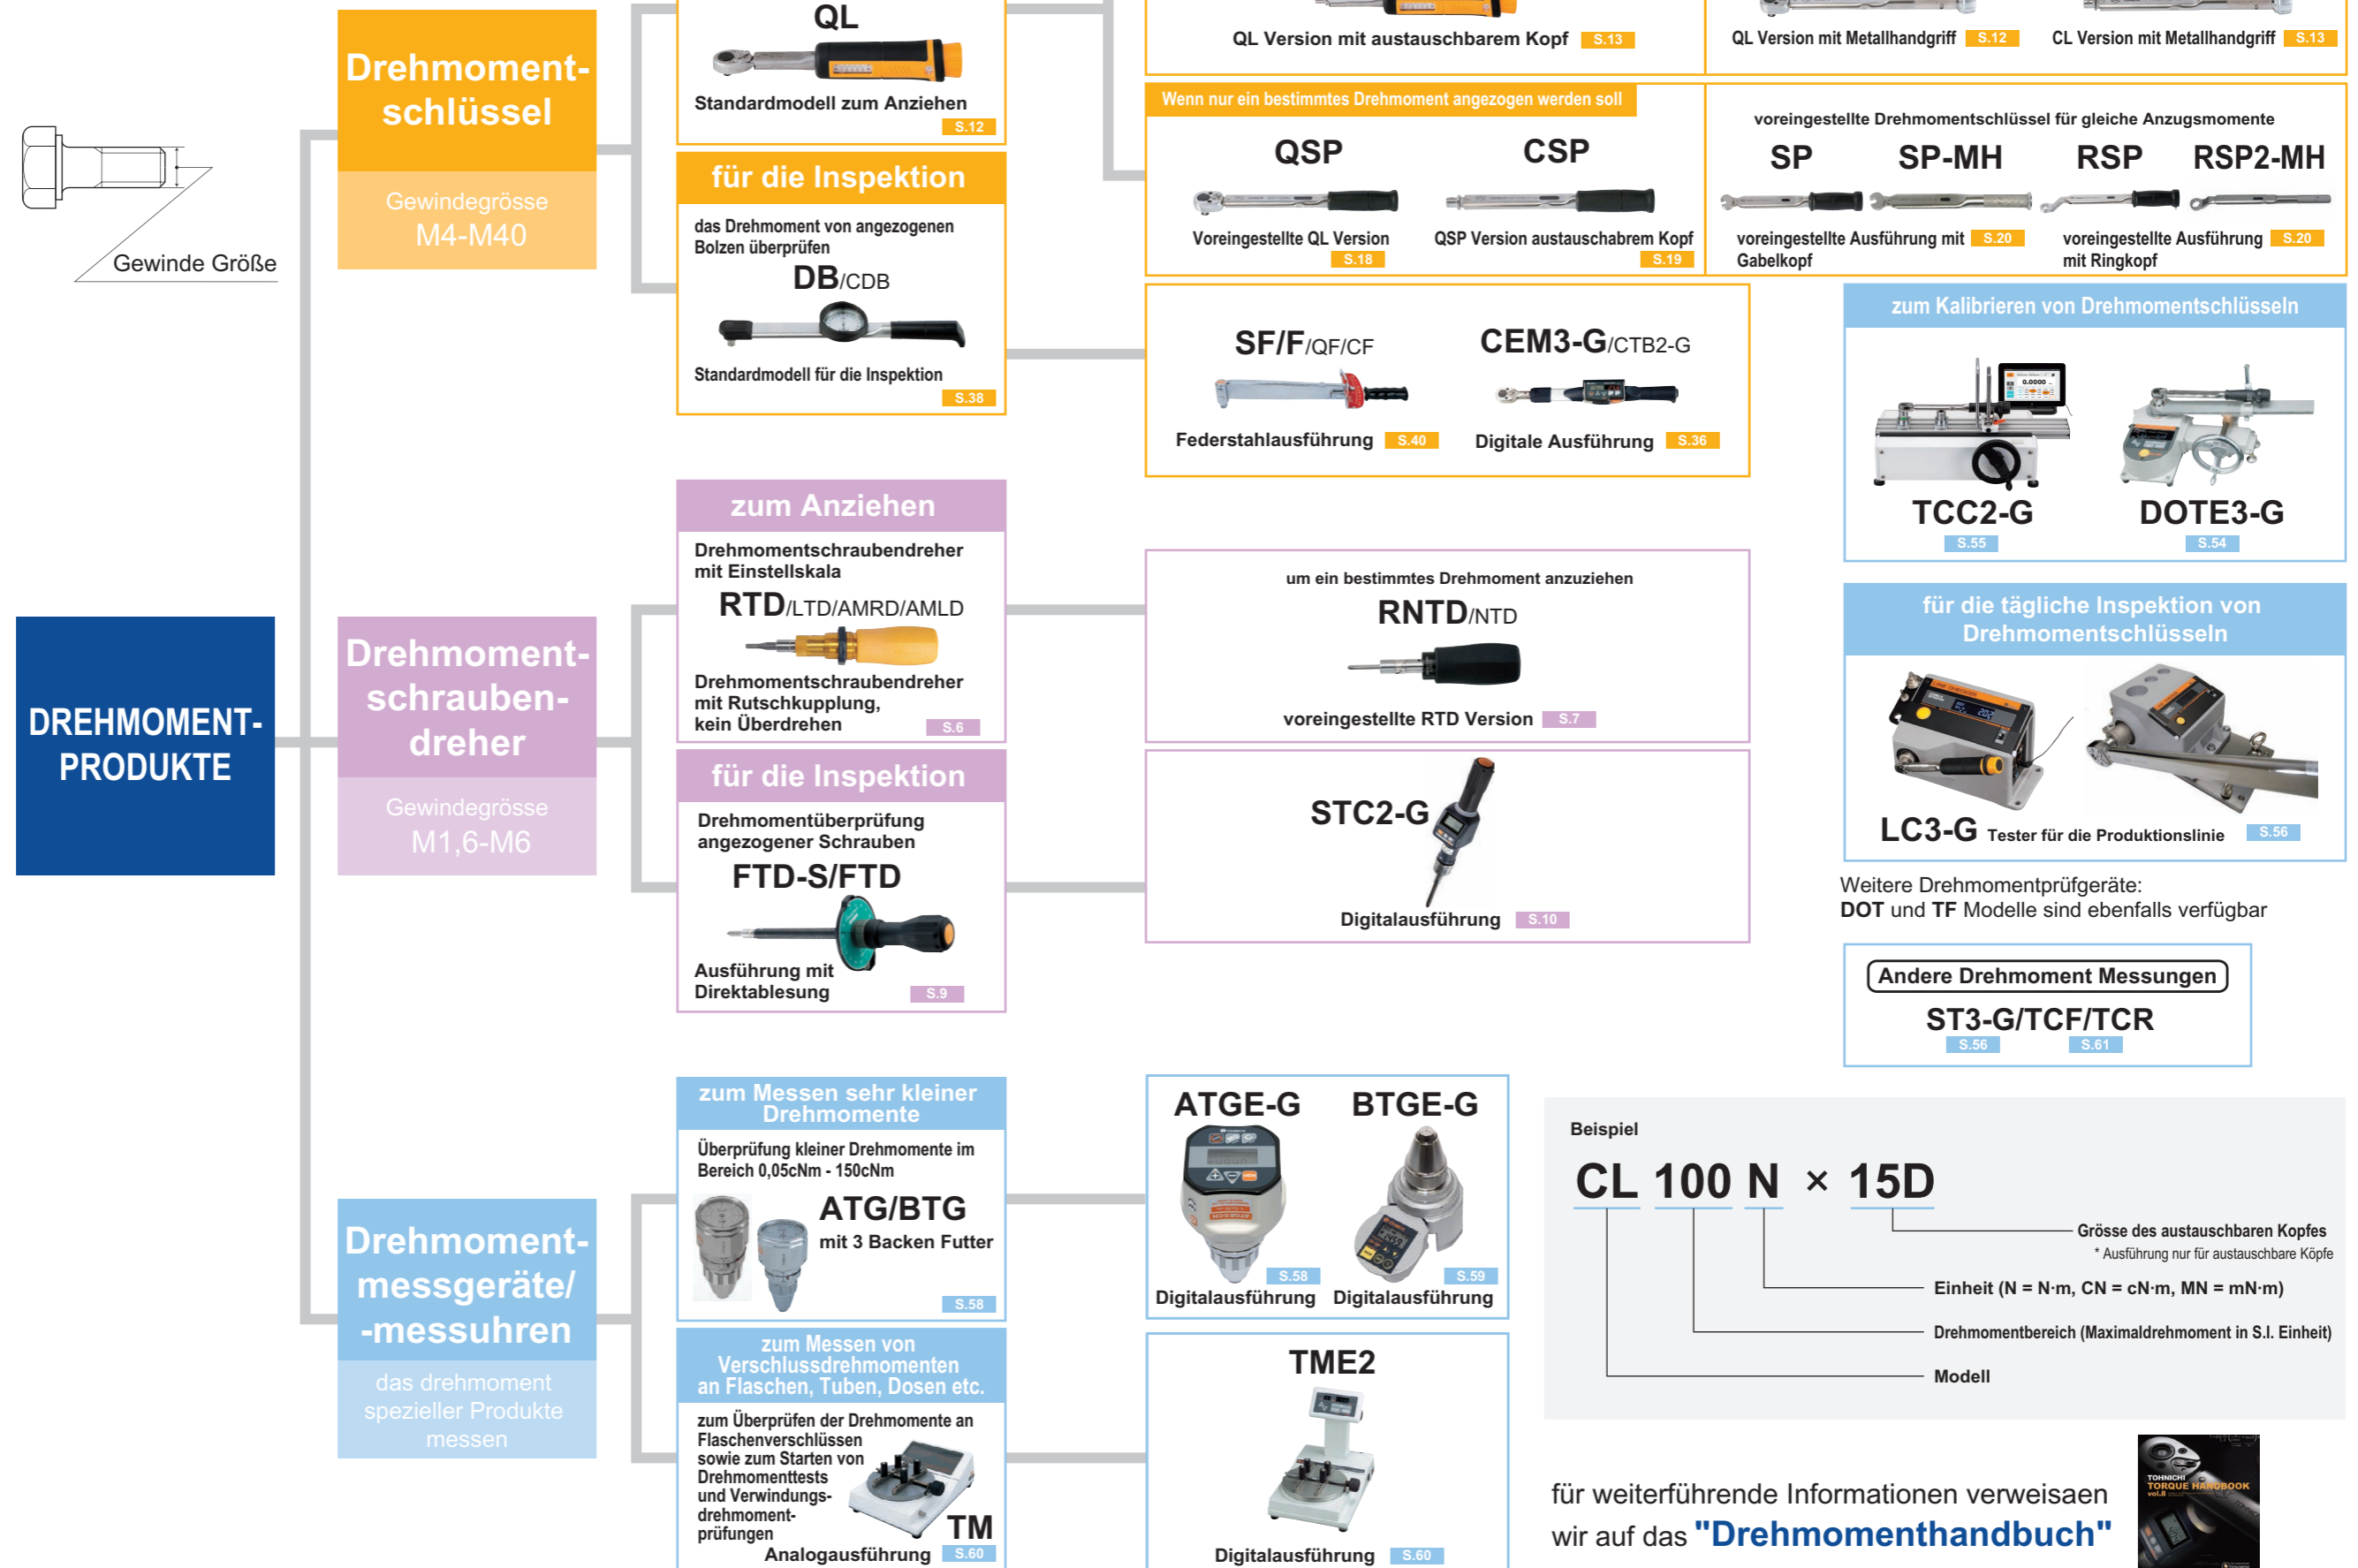 QL
Standardmodell zum Anziehen
S.12
QL Version mit austauschbarem Kopf S.13
QL Version mit Metallhandgriff S.12
CL Version mit Metallhandgriff S.13
Drehmoment-
schlüssel
Gewindegrösse
M4-M40
Gewinde Größe
für die Inspektion
das Drehmoment von angezogenen
Bolzen überprüfen
DB/CDB
Standardmodell für die Inspektion
S.38
Wenn nur ein bestimmtes Drehmoment angezogen werden soll
QSP
Voreingestellte QL Version
S.18
CSP
QSP Version austauschabrem Kopf
S.19
voreingestellte Drehmomentschlüssel für gleiche Anzugsmomente
SP SP-MH RSP RSP2-MH
voreingestellte Ausführung mit S.20
Gabelkopf
voreingestellte Ausführung S.20
mit Ringkopf
SF/F/QF/CF
Federstahlausführung S.40
CEM3-G/CTB2-G
Digitale Ausführung S.36
zum Kalibrieren von Drehmomentschlüsseln
TCC2-G
S.55
DOTE3-G
S.54
DREHMOMENT-
PRODUKTE
Drehmoment-
schrauben-
dreher
Gewindegrösse
M1,6-M6
zum Anziehen
Drehmomentschraubendreher
mit Einstellskala
RTD/LTD/AMRD/AMLD
Drehmomentschraubendreher
mit Rutschkupplung,
kein Überdrehen S.6
um ein bestimmtes Drehmoment anzuziehen
RNTD/NTD
voreingestellte RTD Version S.7
für die Inspektion
Drehmomentüberprüfung
angezogener Schrauben
FTD-S/FTD
Ausführung mit
Direktablesung S.9
STC2-G
Digitalausführung S.10
für die tägliche Inspektion von
Drehmomentschlüsseln
LC3-G Tester für die Produktionslinie S.56
Weitere Drehmomentprüfgeräte:
DOT und TF Modelle sind ebenfalls verfügbar
Andere Drehmoment Messungen
ST3-G/TCF/TCR
S.56 S.61
Drehmoment-
messgeräte/
-messuhren
das drehmoment
spezieller Produkte
messen
zum Messen sehr kleiner
Drehmomente
Überprüfung kleiner Drehmomente im
Bereich 0,05cNm - 150cNm
ATG/BTG
mit 3 Backen Futter
S.58
ATGE-G
S.58
Digitalausführung
BTGE-G
S.59
Digitalausführung
zum Messen von
Verschlussdrehmomenten
an Flaschen, Tuben, Dosen etc.
zum Überprüfen der Drehmomente an
Flaschenverschlüssen
sowie zum Starten von
Drehmomenttests
und Verwindungs-
drehmoment-
prüfungen
TM
Analogausführung S.60
TME2
Digitalausführung S.60
Beispiel
CL 100 N × 15D
Grösse des austauschbaren Kopfes
* Ausführung nur für austauschbare Köpfe
Einheit (N = N·m, CN = cN·m, MN = mN·m)
Drehmomentbereich (Maximaldrehmoment in S.I. Einheit)
Modell
für weiterführende Informationen verweisaen
wir auf das "Drehmomenthandbuch"
TOHNICHI
TORQUE HANDBOOK
vol.8